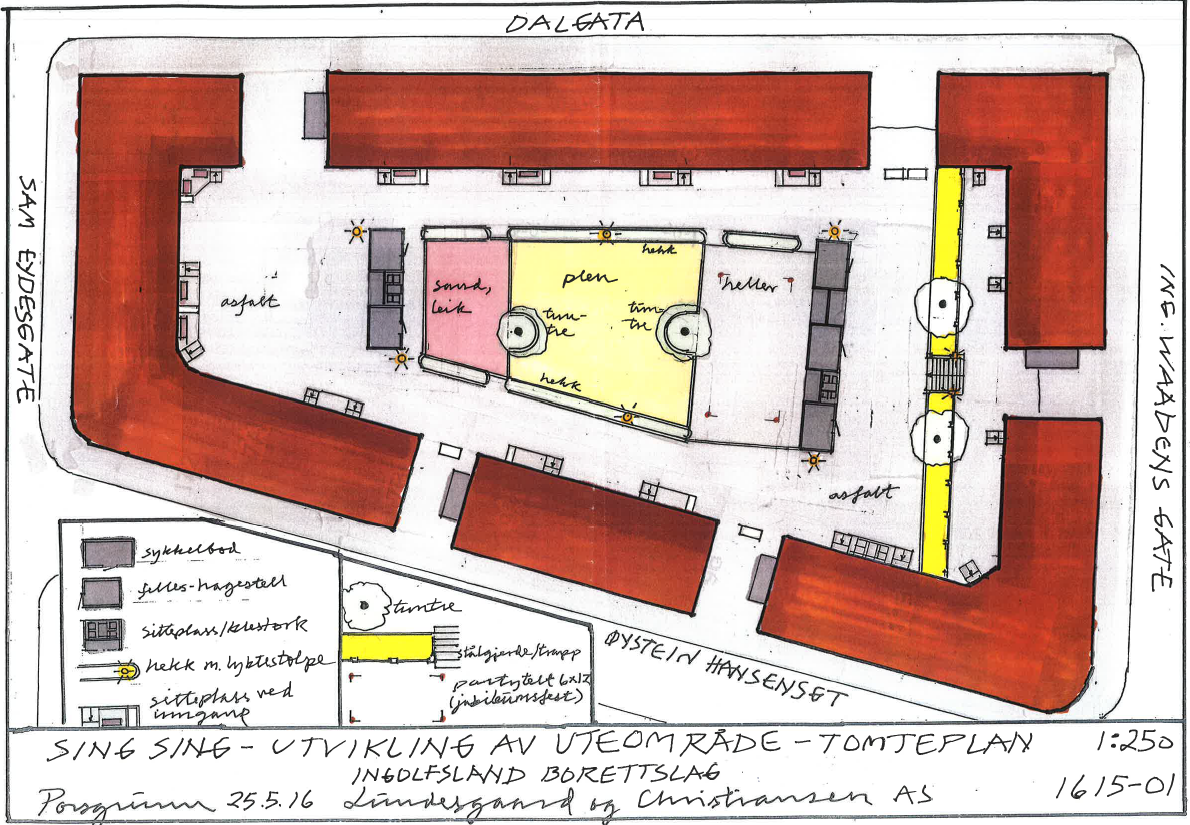 DALGATA
SAM EYDESGATE
ING. WAADENS GATE
hekk
plen
sand,
leik
heller
asfalt
tun-
tre
tun-
tre
hekk
asfalt
sykkelbod
felles-hagestell
sitteplass/klestørk
hekk m. lyktestolpe
sitteplass ved
inngang
tuntre
stålgjerde/trapp
partytelt 6x12
(jubileumsfest)
ØYSTEIN HANSENSGT
SING SING - UTVIKLING AV UTEOMRÅDE - TOMTEPLAN 1:250
INGOLFSLAND BORETTSLAG
Porsgrunn 25.5.16 Lundesgaard og Christiansen AS 1615-01